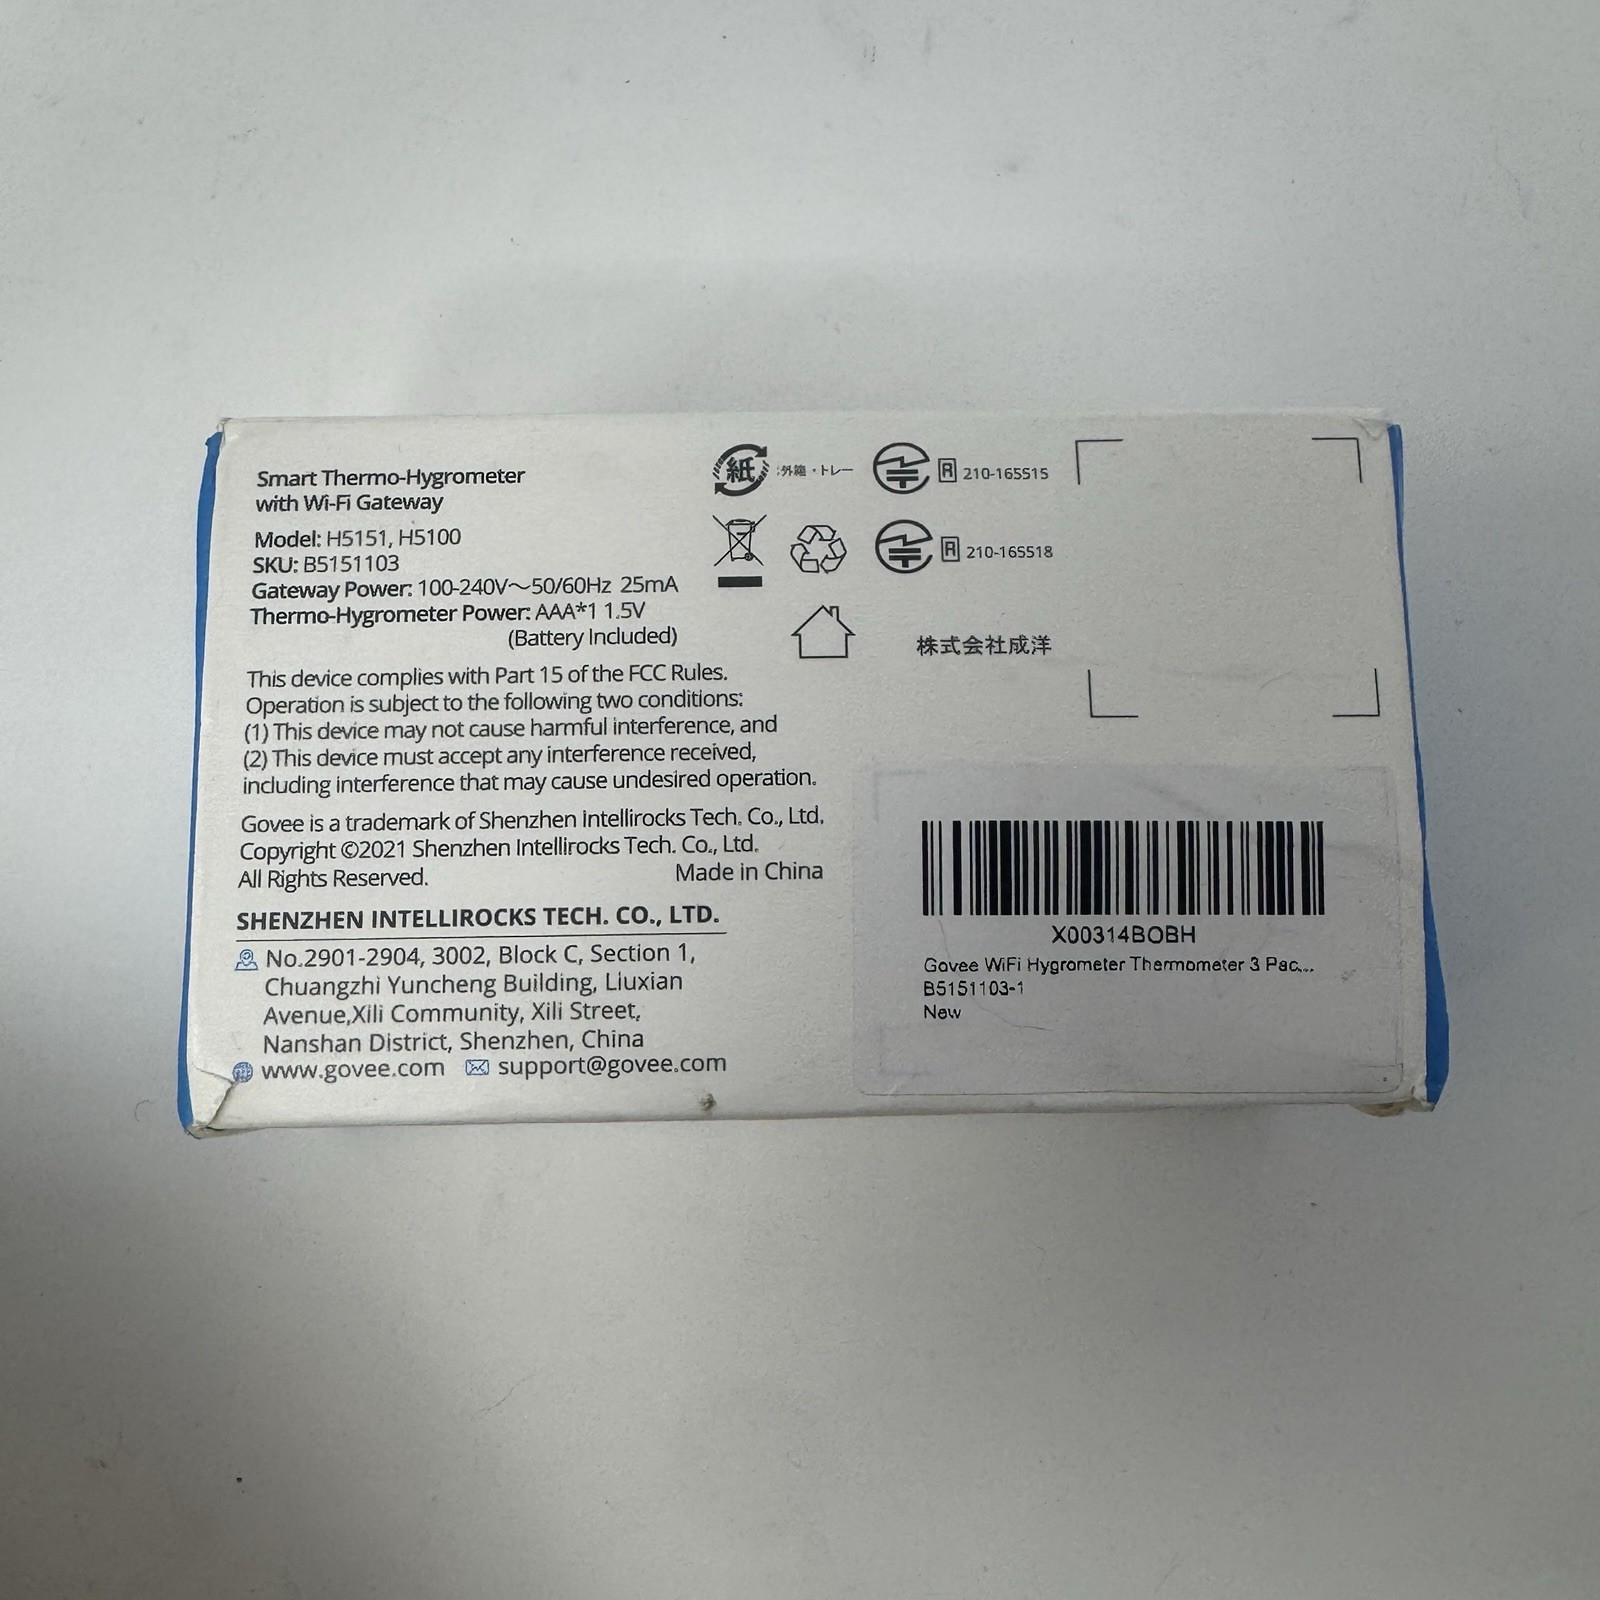 Smart Thermo-Hygrometer
with Wi-Fi Gateway
Model: H5151, H5100
SKU: B5151103
Gateway Power: 100-240V～50/60Hz 25mA
Thermo-Hygrometer Power: AAA*1 1.5V
(Battery Included)
This device complies with Part 15 of the FCC Rules.
Operation is subject to the following two conditions:
(1) This device may not cause harmful interference, and
(2) This device must accept any interference received,
including interference that may cause undesired operation.
Govee is a trademark of Shenzhen Intellirocks Tech. Co., Ltd.
Copyright ©2021 Shenzhen Intellirocks Tech. Co., Ltd.
All Rights Reserved. Made in China
SHENZHEN INTELLIROCKS TECH. CO., LTD.
No.2901-2904, 3002, Block C, Section 1,
Chuangzhi Yuncheng Building, Liuxian
Avenue,Xili Community, Xili Street,
Nanshan District, Shenzhen, China
www.govee.com support@govee.com
紙 :外箱・トレー
R 210-165515
R 210-165518
株式会社成洋
X00314BOBH
Govee WiFi Hygrometer Thermometer 3 Pac...
B5151103-1
New